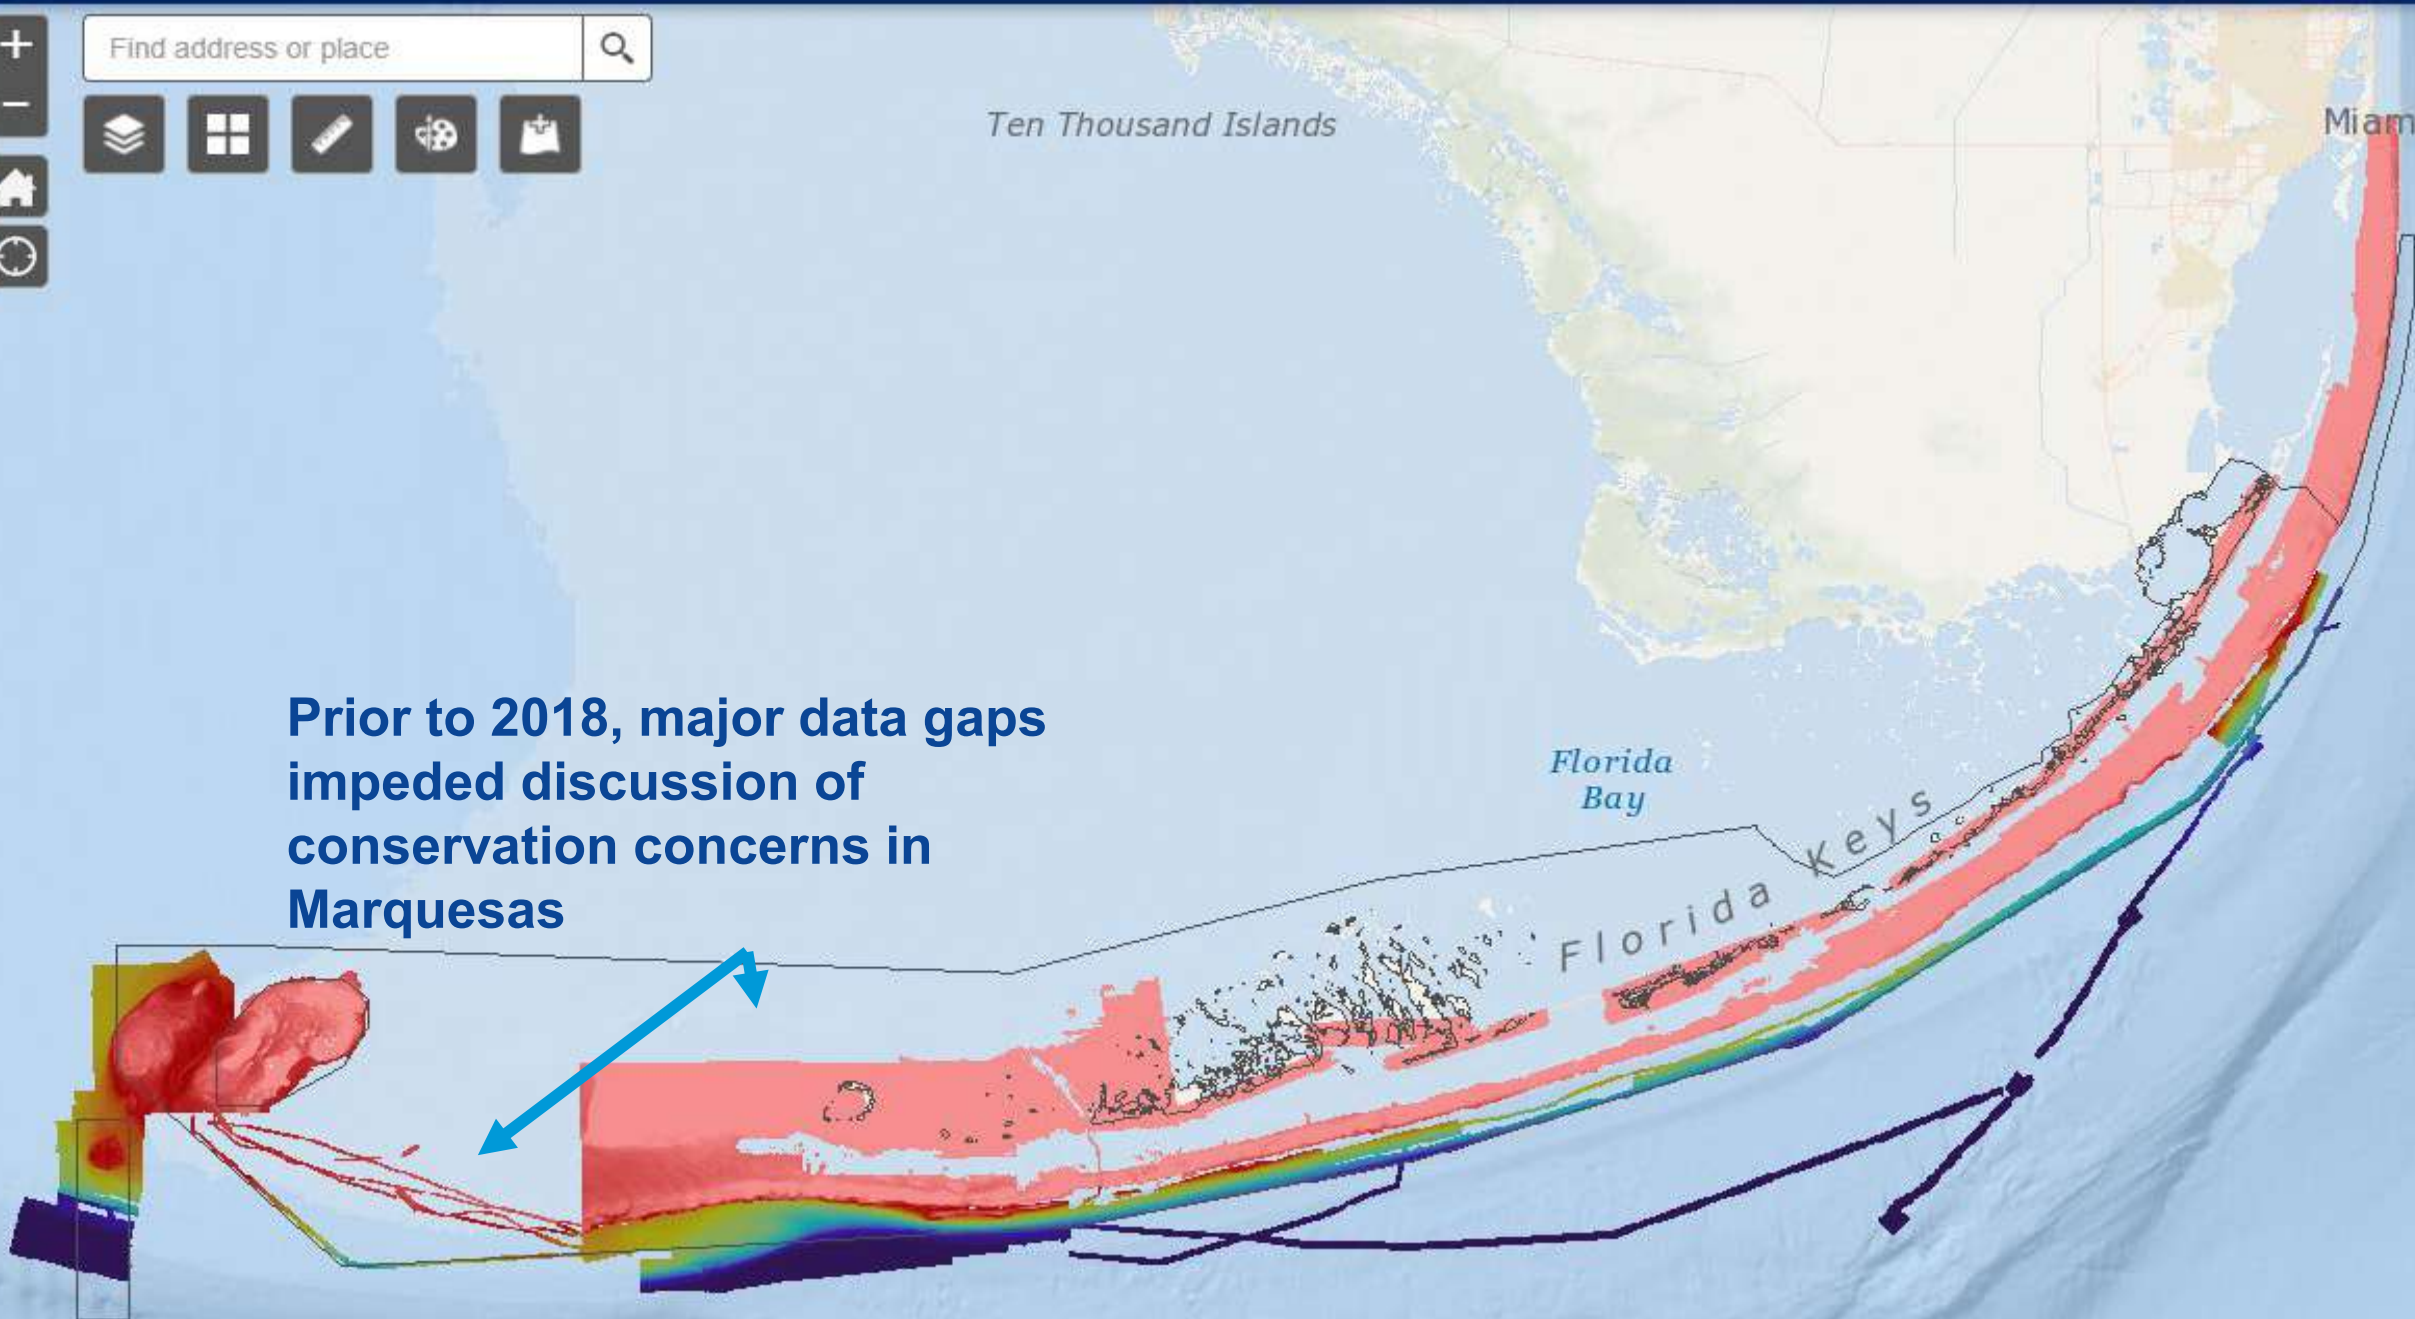 Find address or place
Ten Thousand Islands
Miam
Prior to 2018, major data gaps
impeded discussion of
conservation concerns in
Marquesas
Florida
Bay
Florida Keys